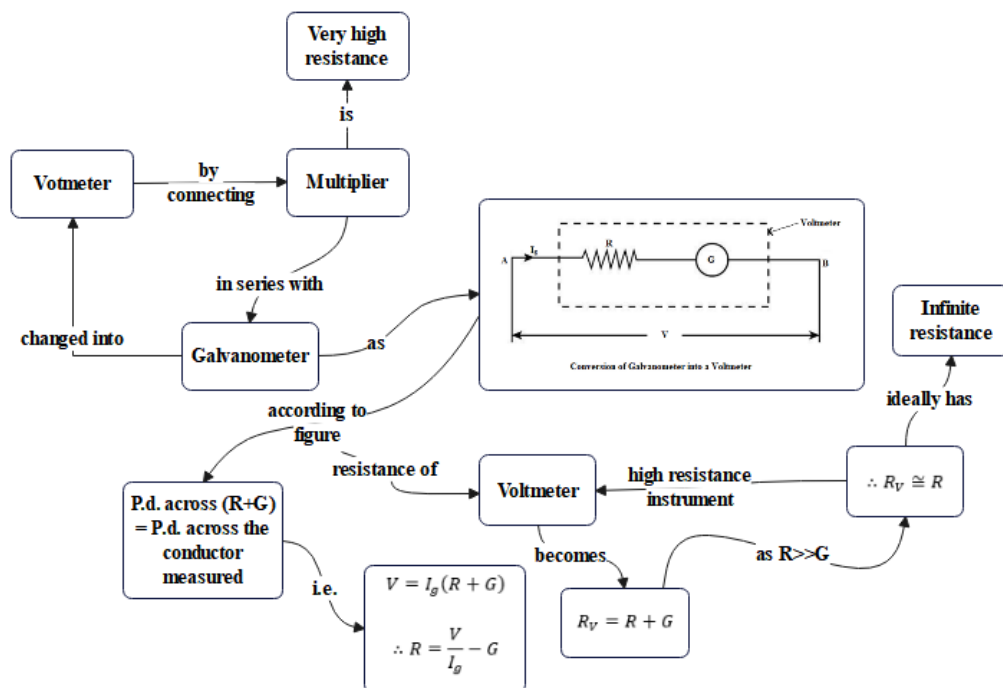 Very high
resistance
is
Votmeter
by
connecting
Multiplier
in series with
changed into
Galvanometer
as
Voltmeter
R
I_g
A
G
B
V
Conversion of Galvanometer into a Voltmeter
Infinite
resistance
ideally has
according to
figure
resistance of
Voltmeter
high resistance
instrument
∴ R_V ≅ R
P.d. across (R+G)
= P.d. across the
conductor
measured
becomes
as R>>G
i.e.
V = I_g(R + G)
∴ R = V/I_g − G
R_V = R + G